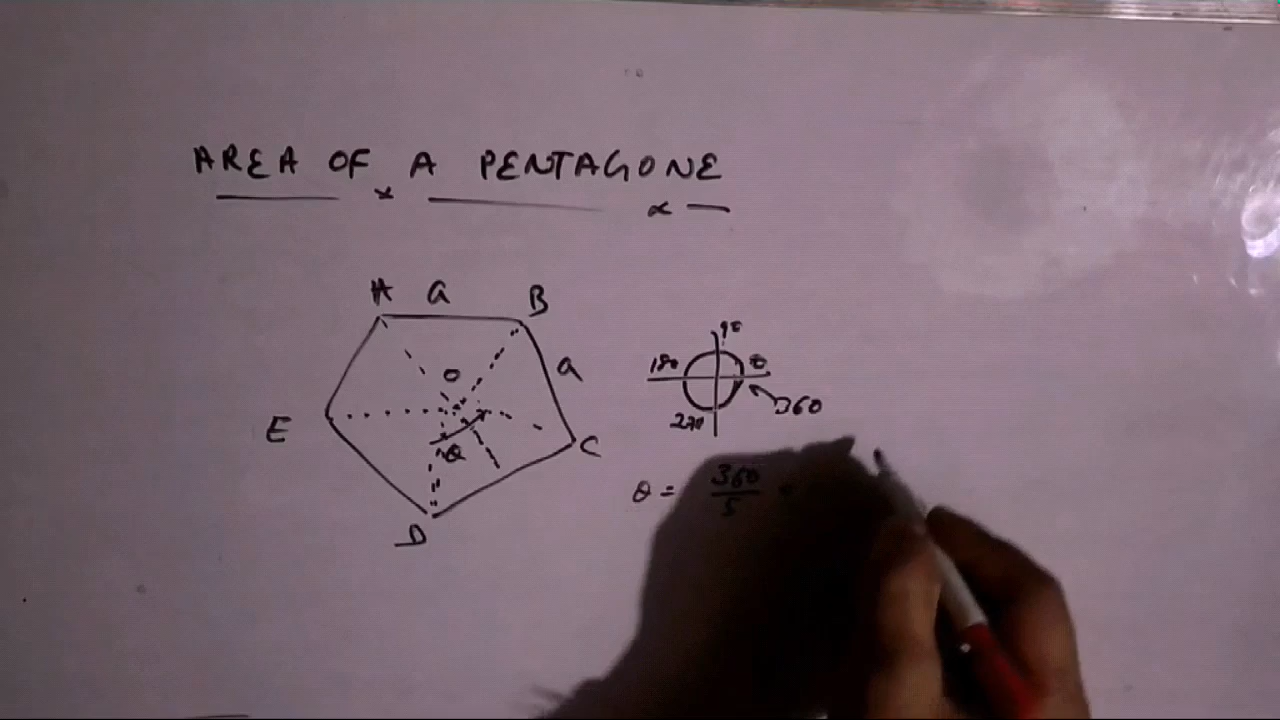 AREA OF A PENTAGONE
A a B
a
O
E
θ
C
D
90
180 0
360
270
θ = 360/5 =